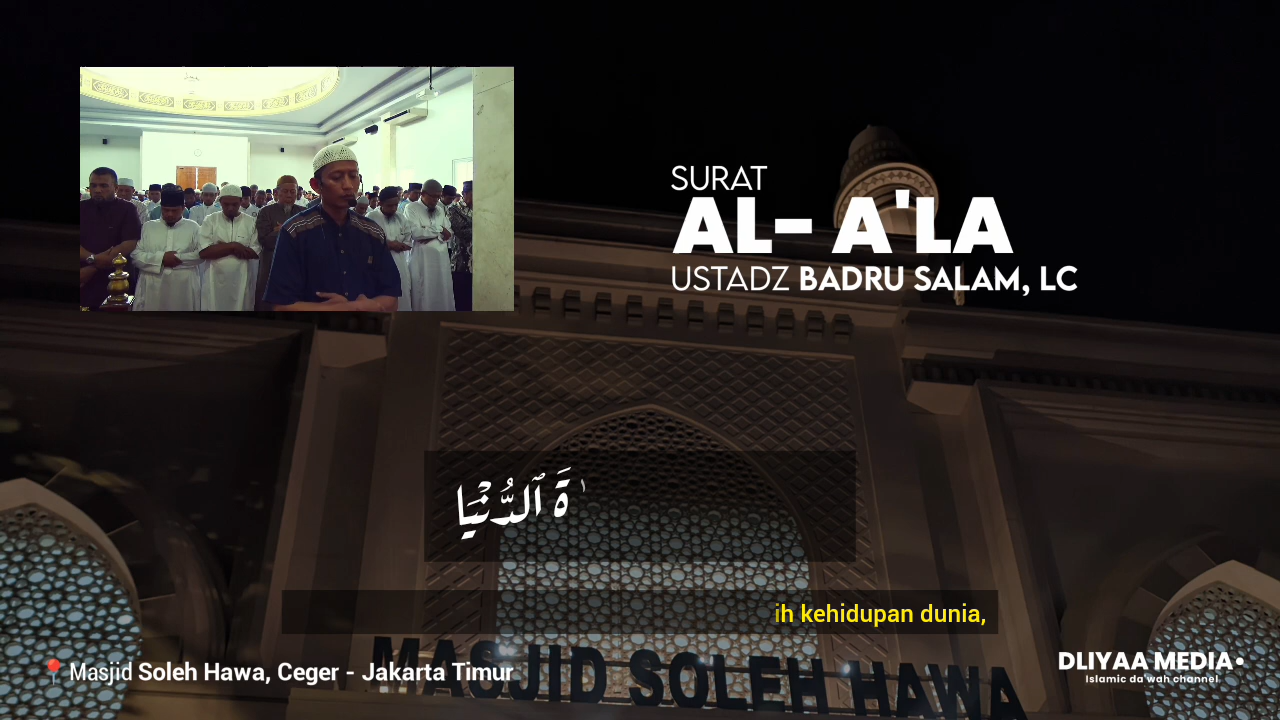 SURAT
AL- A'LA
USTADZ BADRU SALAM, LC
ةَ ٱلدُّنْيَا
ih kehidupan dunia,
MASJID SOLEH HAWA
📍Masjid Soleh Hawa, Ceger - Jakarta Timur
DLIYAA MEDIA•
Islamic da'wah channel